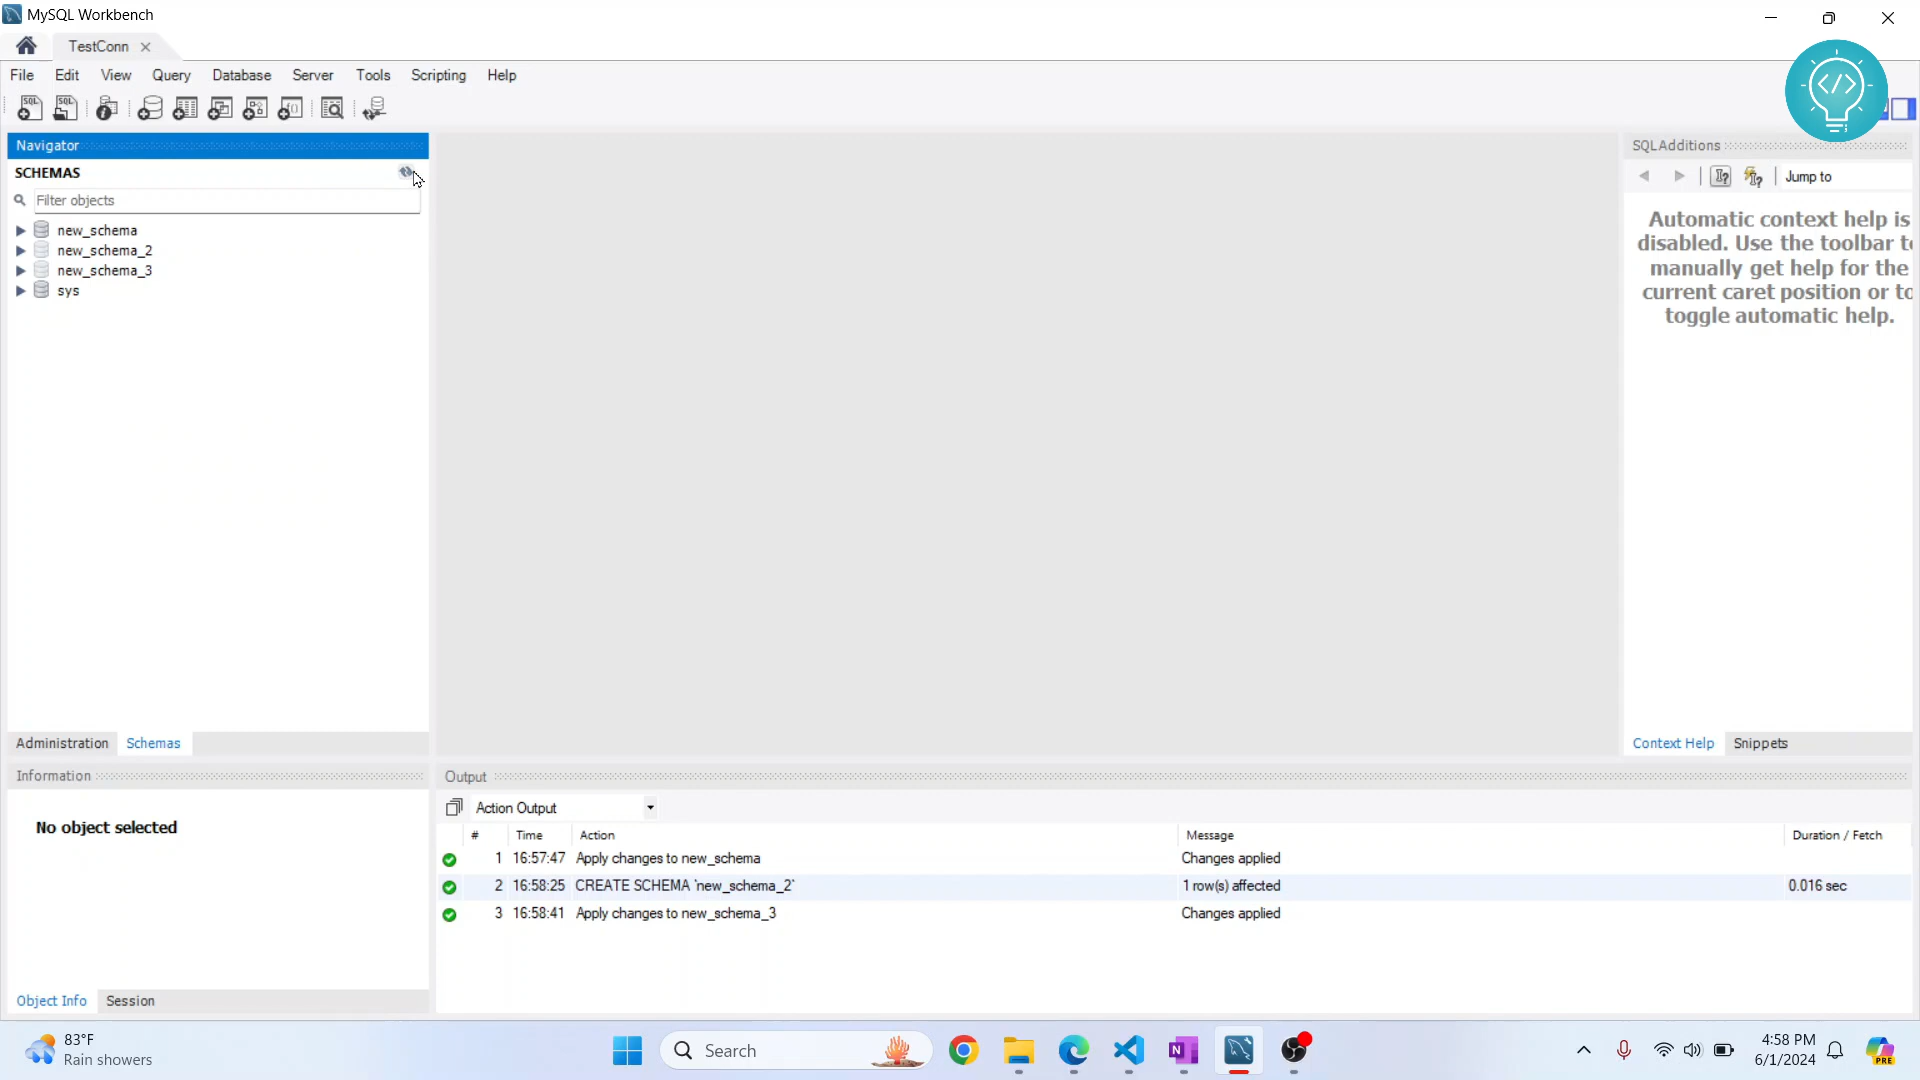 MySQL Workbench
TestConn
File Edit View Query Database Server Tools Scripting Help
Navigator
SCHEMAS
Filter objects
new_schema
new_schema_2
new_schema_3
sys
Administration Schemas
Information
No object selected
Object Info Session
SQLAdditions
Jump to
Automatic context help is
disabled. Use the toolbar to
manually get help for the
current caret position or to
toggle automatic help.
Context Help Snippets
Output
Action Output
# Time Action Message Duration / Fetch
1 16:57:47 Apply changes to new_schema Changes applied
2 16:58:25 CREATE SCHEMA `new_schema_2` 1 row(s) affected 0.016 sec
3 16:58:41 Apply changes to new_schema_3 Changes applied
83°F
Rain showers
Search
4:58 PM
6/1/2024
PRE